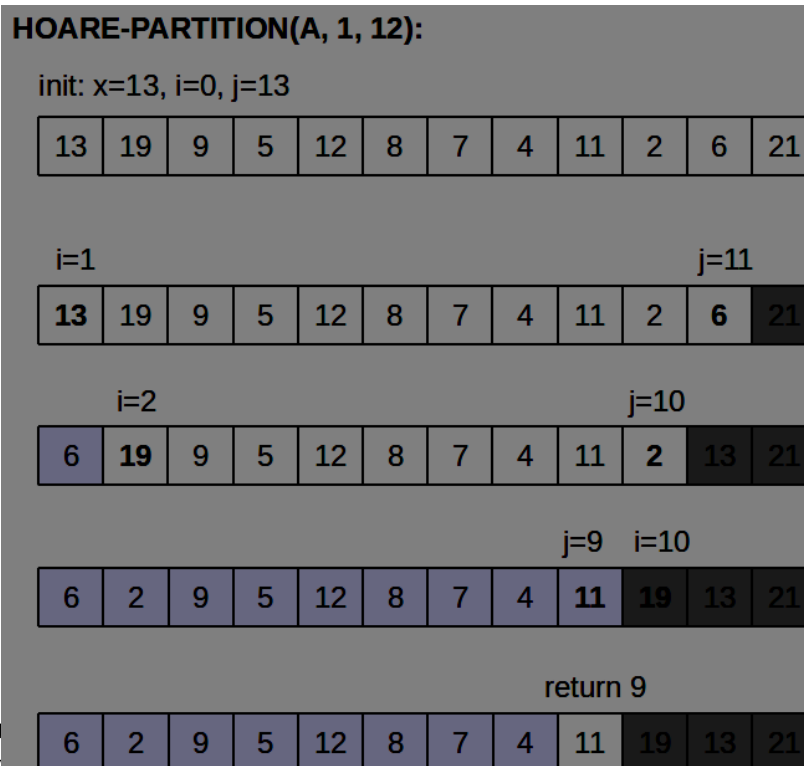 HOARE-PARTITION(A, 1, 12):
init: x=13, i=0, j=13
13 19 9 5 12 8 7 4 11 2 6 21
i=1 j=11
13 19 9 5 12 8 7 4 11 2 6 21
i=2 j=10
6 19 9 5 12 8 7 4 11 2 13 21
j=9 i=10
6 2 9 5 12 8 7 4 11 19 13 21
return 9
6 2 9 5 12 8 7 4 11 19 13 21